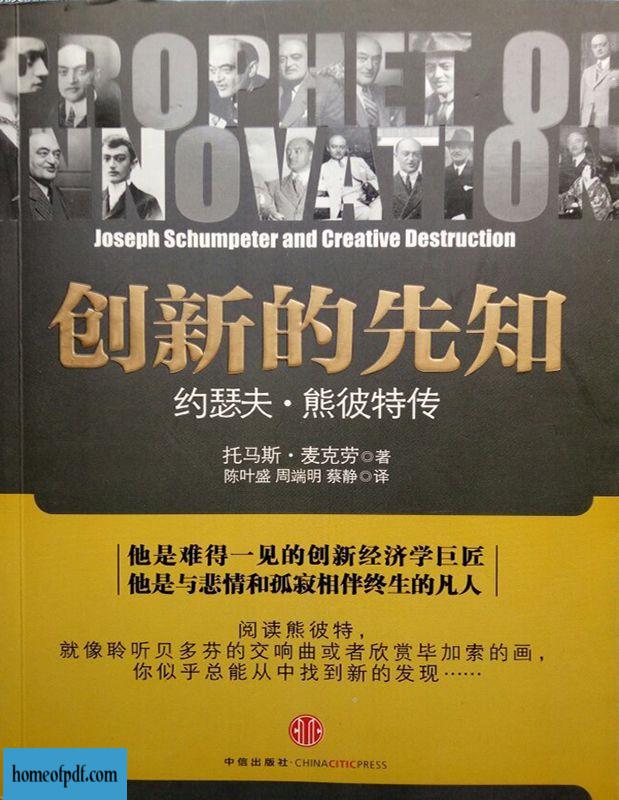 PROPHET OF
INNOVATION
Joseph Schumpeter and Creative Destruction
创新的先知
约瑟夫·熊彼特传
托马斯·麦克劳◎著
陈叶盛 周端明 蔡静◎译
他是难得一见的创新经济学巨匠
他是与悲情和孤寂相伴终生的凡人
阅读熊彼特，
就像聆听贝多芬的交响曲或者欣赏毕加索的画，
你似乎总能从中找到新的发现……
中信出版社·CHINACITICPRESS
homeofpdf.com